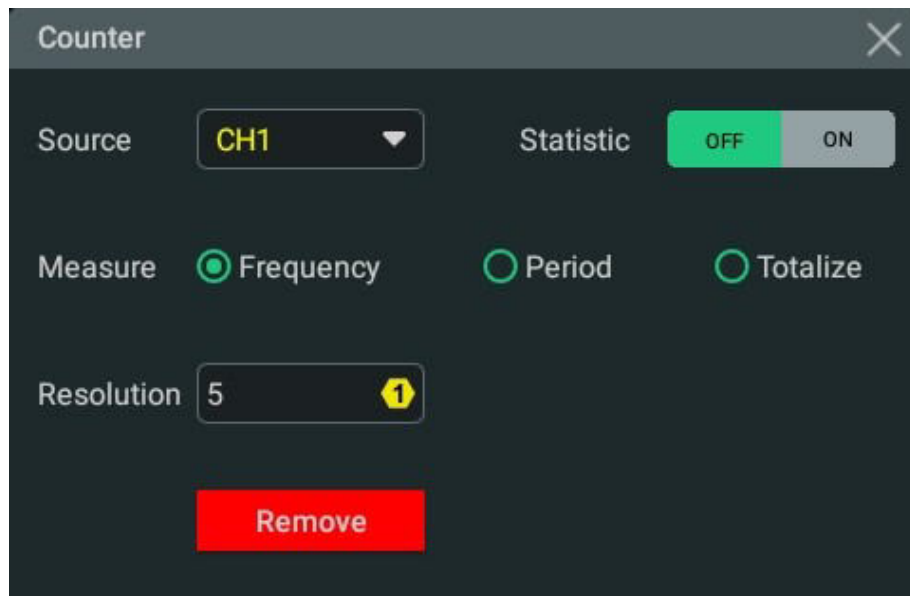 Counter
Source CH1 Statistic OFF ON
Measure Frequency Period Totalize
Resolution 5 1
Remove